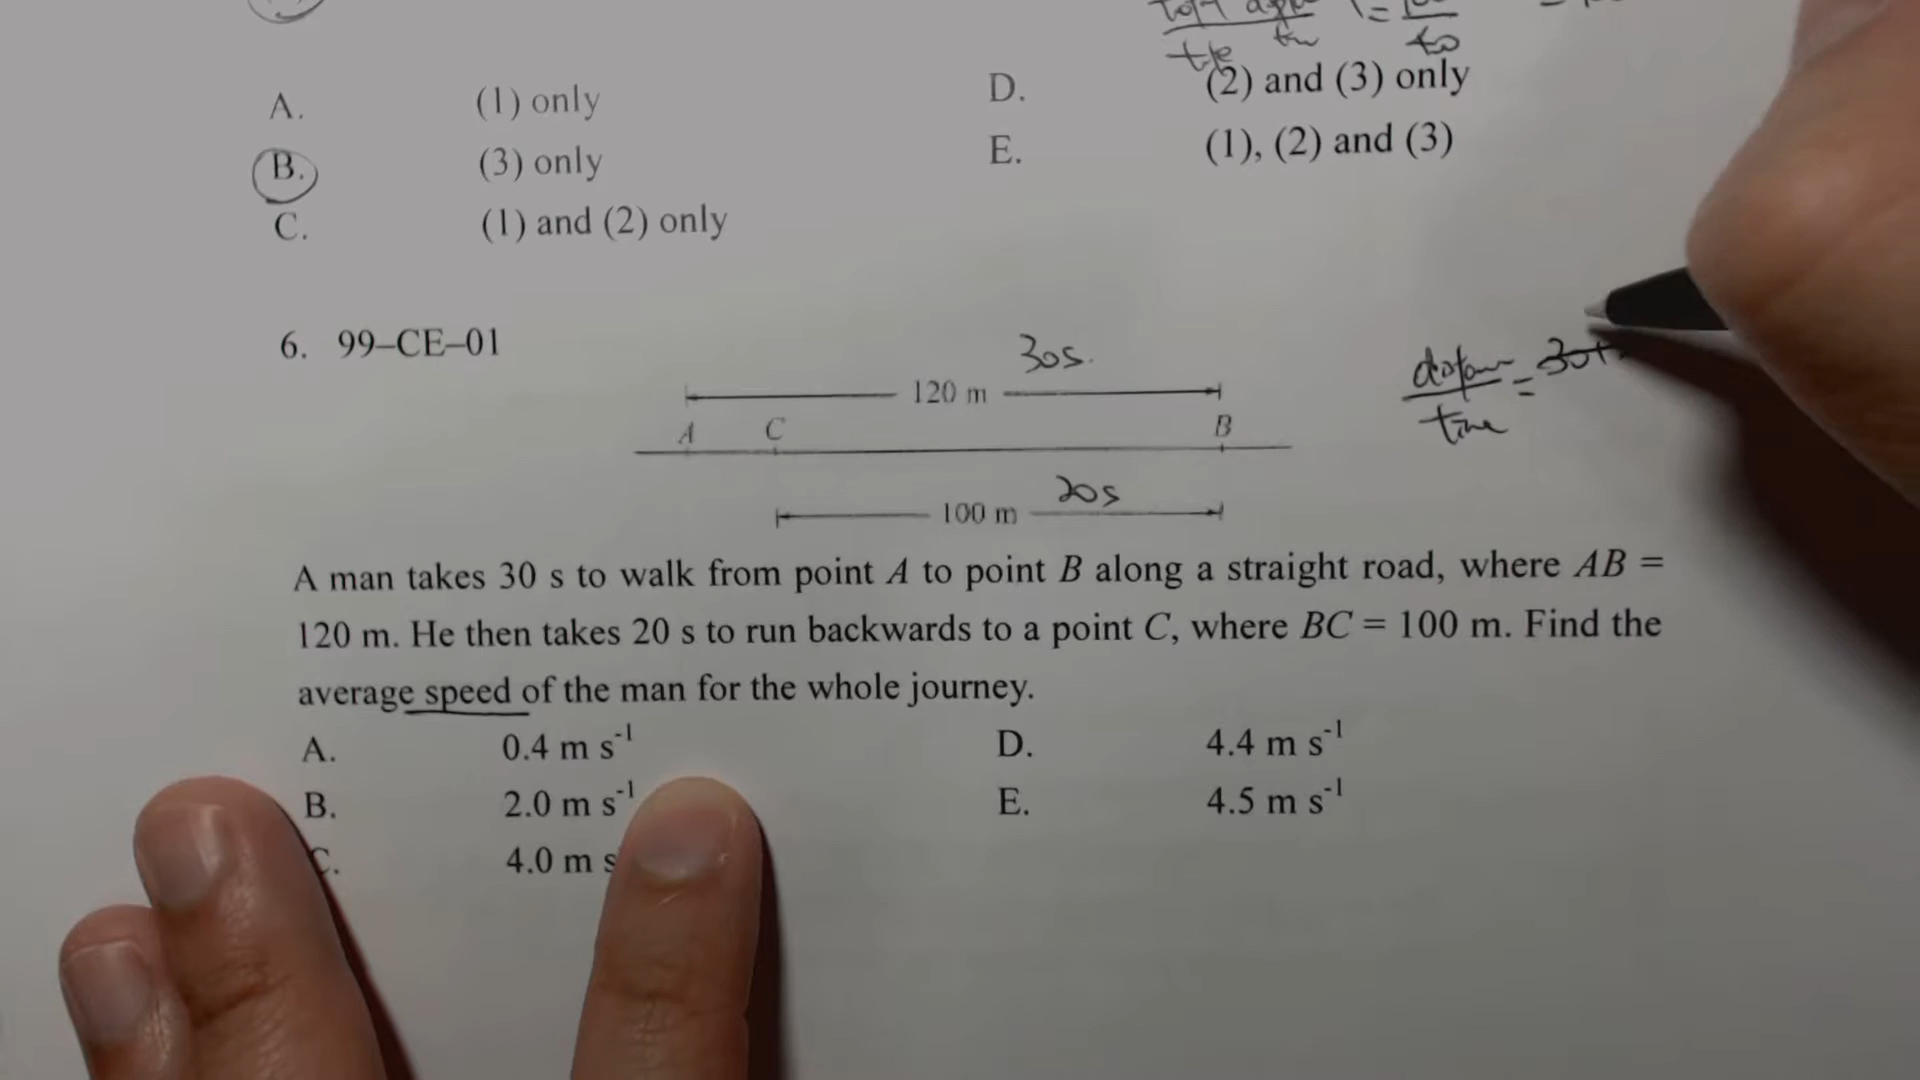 A. (1) only D. (2) and (3) only
B. (3) only E. (1), (2) and (3)
C. (1) and (2) only
6. 99–CE–01
30s.
120 m
A C B
20s
100 m
time
A man takes 30 s to walk from point A to point B along a straight road, where AB =
120 m. He then takes 20 s to run backwards to a point C, where BC = 100 m. Find the
average speed of the man for the whole journey.
A. 0.4 m s⁻¹ D. 4.4 m s⁻¹
B. 2.0 m s⁻¹ E. 4.5 m s⁻¹
C. 4.0 m s